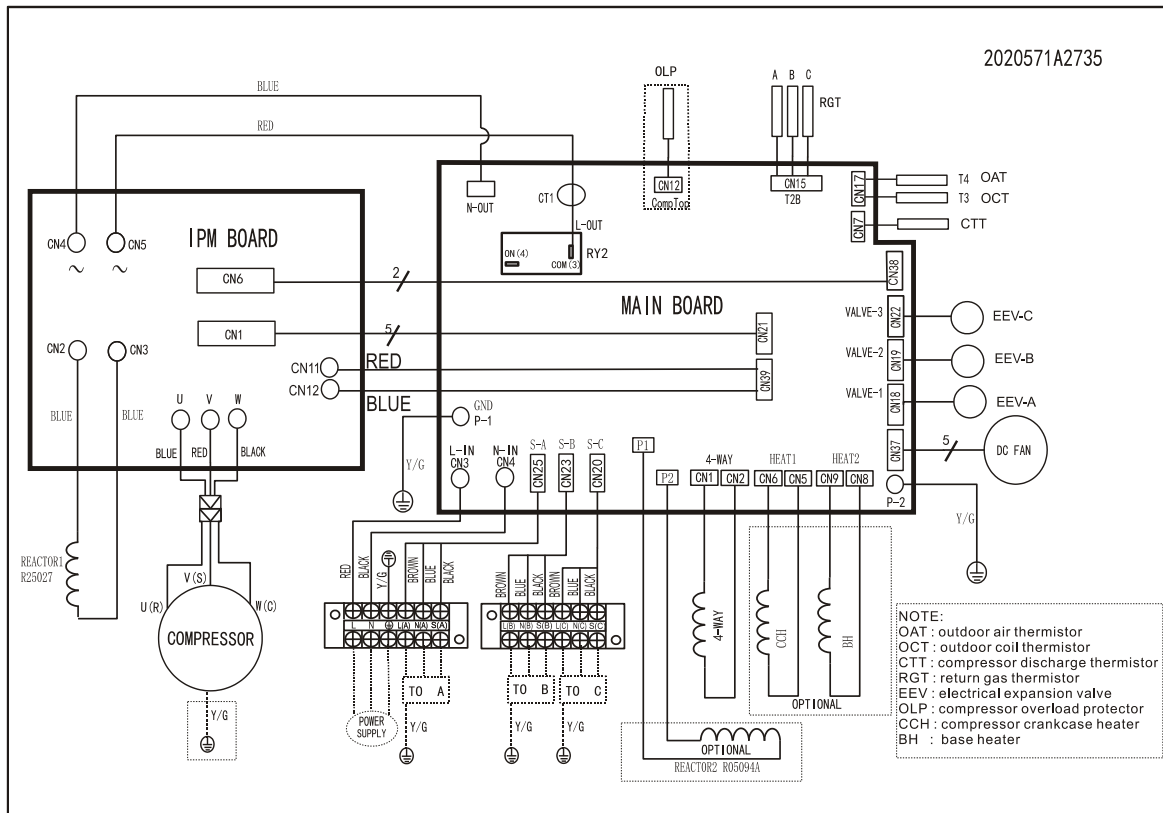 2020571A2735
BLUE
RED
OLP
CN12
CompTop
A B C
RGT
CN15
T2B
CN17
T4 OAT
T3 OCT
CN7
CTT
N-OUT
CT1
L-OUT
ON(4)
COM(3)
RY2
IPM BOARD
CN4
CN5
~
~
CN6
2
CN38
MAIN BOARD
CN1
5
CN21
CN2
CN3
CN11
RED
CN39
CN12
BLUE
VALVE-3
CN22
EEV-C
VALVE-2
CN19
EEV-B
VALVE-1
CN18
EEV-A
CN37
5
DC FAN
BLUE
BLUE
U V W
BLUE
RED
BLACK
GND
P-1
Y/G
L-IN
CN3
N-IN
CN4
S-A
CN25
S-B
CN23
S-C
CN20
P1
P2
4-WAY
CN1 CN2
HEAT1
CN6 CN5
HEAT2
CN9 CN8
P-2
Y/G
REACTOR1
R25027
V(S)
U(R)
W(C)
COMPRESSOR
Y/G
RED
BLACK
Y/G
BROWN
BLUE
BLACK
L N L(A) N(A) S(A)
BROWN
BLUE
BLACK
BROWN
BLUE
BLACK
L(B) N(B) S(B) L(C) N(C) S(C)
POWER
SUPPLY
TO A
Y/G
TO B
Y/G
TO C
Y/G
4-WAY
CCH
BH
OPTIONAL
OPTIONAL
REACTOR2 R05094A
NOTE:
OAT : outdoor air thermistor
OCT : outdoor coil thermistor
CTT : compressor discharge thermistor
RGT : return gas thermistor
EEV : electrical expansion valve
OLP : compressor overload protector
CCH : compressor crankcase heater
BH : base heater